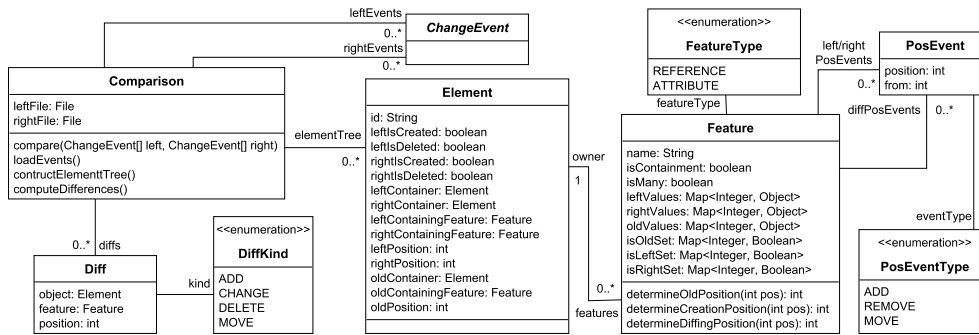 leftEvents
0..*
ChangeEvent
rightEvents
0..*
Comparison
leftFile: File
rightFile: File
compare(ChangeEvent[] left, ChangeEvent[] right)
loadEvents()
contructElementtTree()
computeDifferences()
elementTree
0..*
0..* diffs
Diff
object: Element
feature: Feature
position: int
kind
<<enumeration>>
DiffKind
ADD
CHANGE
DELETE
MOVE
Element
id: String
leftIsCreated: boolean
leftIsDeleted: boolean
rightIsCreated: boolean
rightIsDeleted: boolean
leftContainer: Element
rightContainer: Element
leftContainingFeature: Feature
rightContainingFeature: Feature
leftPosition: int
rightPosition: int
oldContainer: Element
oldContainingFeature: Feature
oldPosition: int
owner
1
0..*
features
<<enumeration>>
FeatureType
REFERENCE
ATTRIBUTE
featureType
Feature
name: String
isContainment: boolean
isMany: boolean
leftValues: Map<Integer, Object>
rightValues: Map<Integer, Object>
oldValues: Map<Integer, Object>
isOldSet: Map<Integer, Boolean>
isLeftSet: Map<Integer, Boolean>
isRightSet: Map<Integer, Boolean>
determineOldPosition(int pos): int
determineCreationPosition(int pos): int
determineDiffingPosition(int pos): int
left/right
PosEvents
0..*
PosEvent
position: int
from: int
diffPosEvents
0..*
eventType
<<enumeration>>
PosEventType
ADD
REMOVE
MOVE